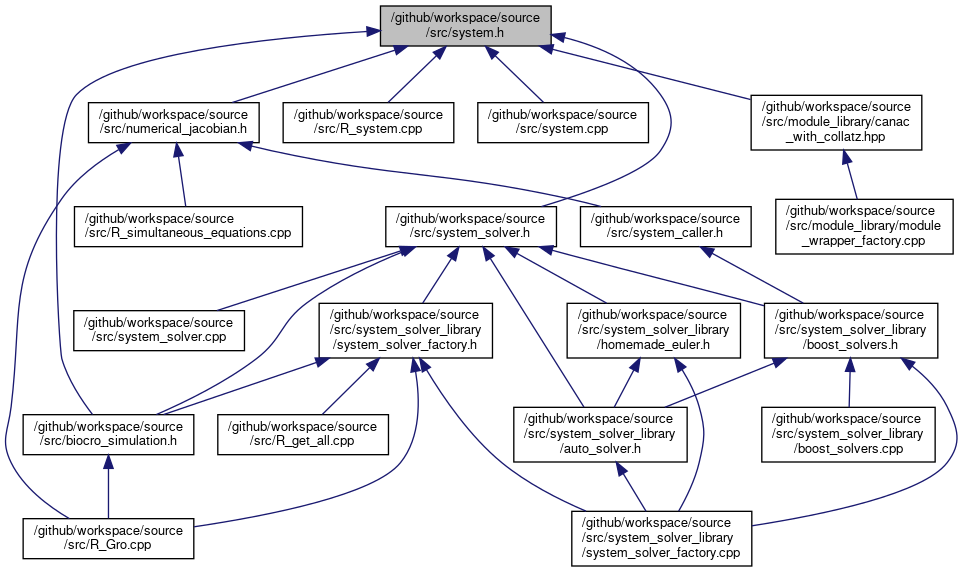 /github/workspace/source
/src/system.h
/github/workspace/source
/src/numerical_jacobian.h
/github/workspace/source
/src/R_system.cpp
/github/workspace/source
/src/system.cpp
/github/workspace/source
/src/module_library/canac
_with_collatz.hpp
/github/workspace/source
/src/R_simultaneous_equations.cpp
/github/workspace/source
/src/system_solver.h
/github/workspace/source
/src/system_caller.h
/github/workspace/source
/src/module_library/module
_wrapper_factory.cpp
/github/workspace/source
/src/system_solver.cpp
/github/workspace/source
/src/system_solver_library
/system_solver_factory.h
/github/workspace/source
/src/system_solver_library
/homemade_euler.h
/github/workspace/source
/src/system_solver_library
/boost_solvers.h
/github/workspace/source
/src/biocro_simulation.h
/github/workspace/source
/src/R_get_all.cpp
/github/workspace/source
/src/system_solver_library
/auto_solver.h
/github/workspace/source
/src/system_solver_library
/boost_solvers.cpp
/github/workspace/source
/src/R_Gro.cpp
/github/workspace/source
/src/system_solver_library
/system_solver_factory.cpp